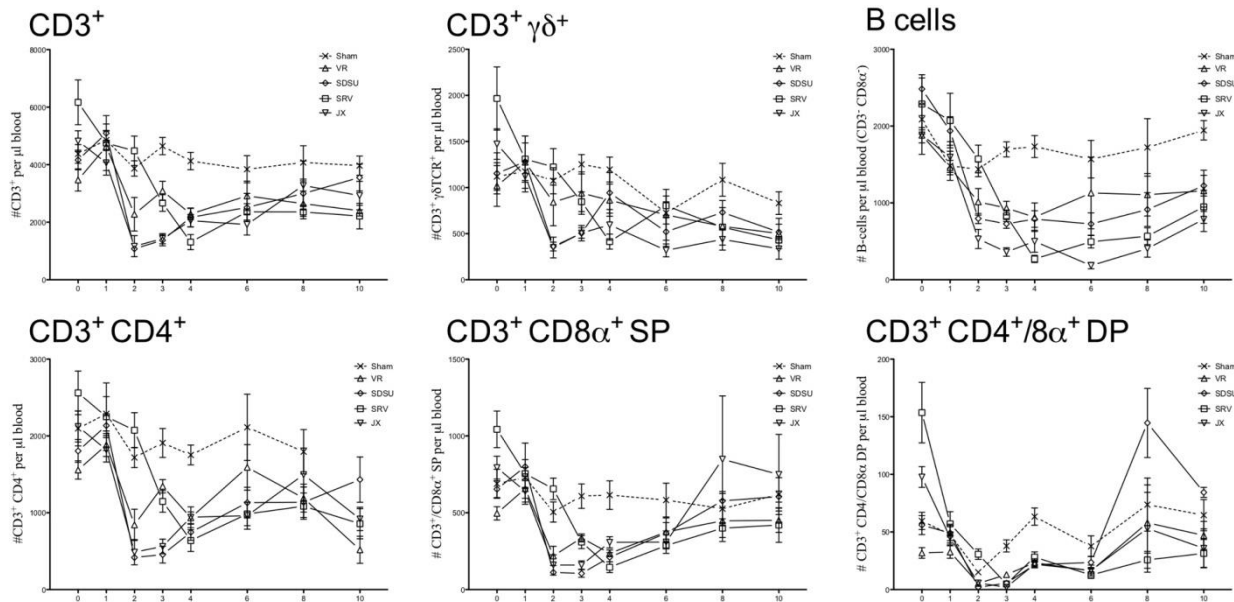 CD3+
#CD3+ per µl blood
8000
6000
4000
2000
0
0 1 2 3 4 6 8 10
Sham
VR
SDSU
SRV
JX
CD3+ γδ+
#CD3+ γδTCR+ per µl blood
2500
2000
1500
1000
500
0
0 1 2 3 4 6 8 10
Sham
VR
SDSU
SRV
JX
B cells
# B-cells per µl blood (CD3- CD8α-)
3000
2000
1000
0
0 1 2 3 4 6 8 10
Sham
VR
SDSU
SRV
JX
CD3+ CD4+
#CD3+ CD4+ per µl blood
3000
2000
1000
0
0 1 2 3 4 6 8 10
Sham
VR
SDSU
SRV
JX
CD3+ CD8α+ SP
# CD3+/CD8α+ SP per µl blood
1500
1000
500
0
0 1 2 3 4 6 8 10
Sham
VR
SDSU
SRV
JX
CD3+ CD4+/8α+ DP
# CD3+ CD4/CD8α DP per µl blood
200
150
100
50
0
0 1 2 3 4 6 8 10
Sham
VR
SDSU
SRV
JX